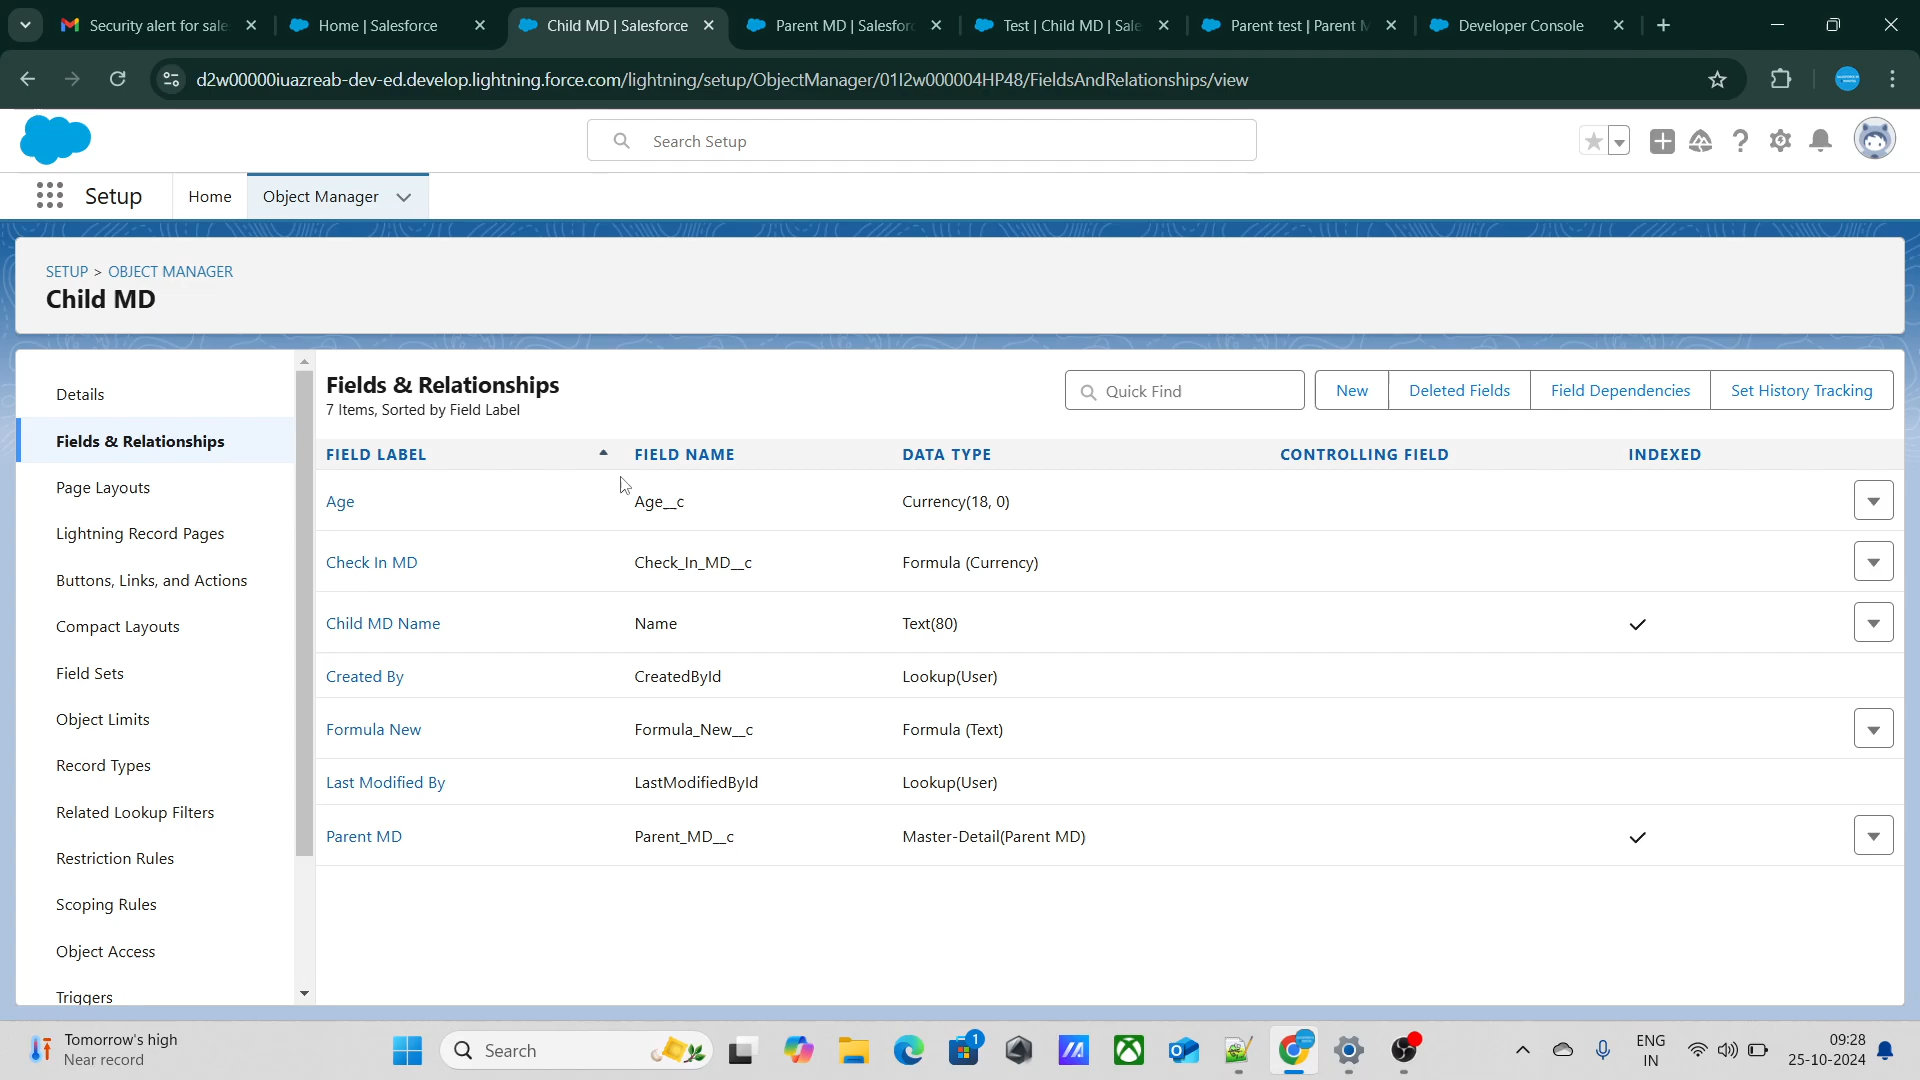 Security alert for sale
Home | Salesforce
Child MD | Salesforce
Parent MD | Salesforc
Test | Child MD | Sale
Parent test | Parent M
Developer Console
d2w00000iuazreab-dev-ed.develop.lightning.force.com/lightning/setup/ObjectManager/01I2w000004HP48/FieldsAndRelationships/view
Search Setup
Setup
Home
Object Manager
SETUP > OBJECT MANAGER
Child MD
Details
Fields & Relationships
Page Layouts
Lightning Record Pages
Buttons, Links, and Actions
Compact Layouts
Field Sets
Object Limits
Record Types
Related Lookup Filters
Restriction Rules
Scoping Rules
Object Access
Triggers
Fields & Relationships
7 Items, Sorted by Field Label
Quick Find
New
Deleted Fields
Field Dependencies
Set History Tracking
FIELD LABEL FIELD NAME DATA TYPE CONTROLLING FIELD INDEXED
Age Age__c Currency(18, 0)
Check In MD Check_In_MD__c Formula (Currency)
Child MD Name Name Text(80)
Created By CreatedById Lookup(User)
Formula New Formula_New__c Formula (Text)
Last Modified By LastModifiedById Lookup(User)
Parent MD Parent_MD__c Master-Detail(Parent MD)
Tomorrow's high
Near record
Search
1
ENG
IN
09:28
25-10-2024